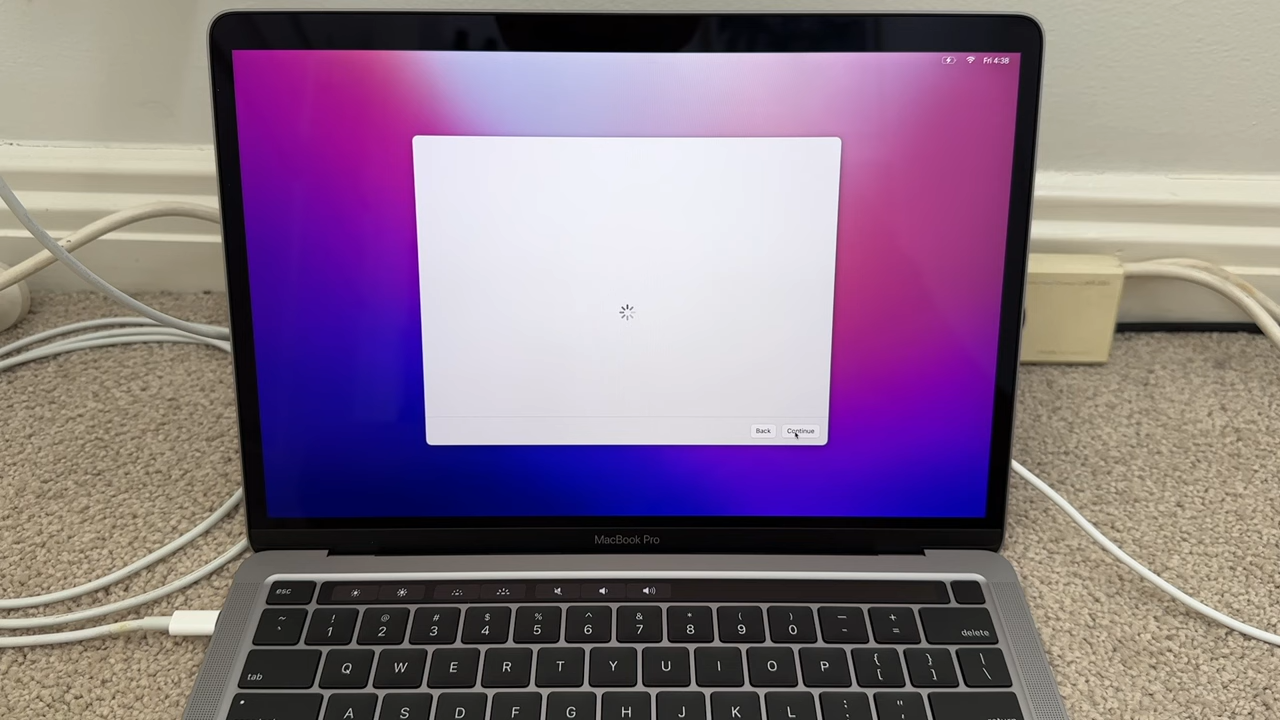 Fri 4:38
Back
Continue
MacBook Pro
esc
~ ! @ # $ % ^ & * ( ) — +
` 1 2 3 4 5 6 7 8 9 0 - =
delete
tab Q W E R T Y U I O P { [ } ] | \
A S D F G H J K L : "